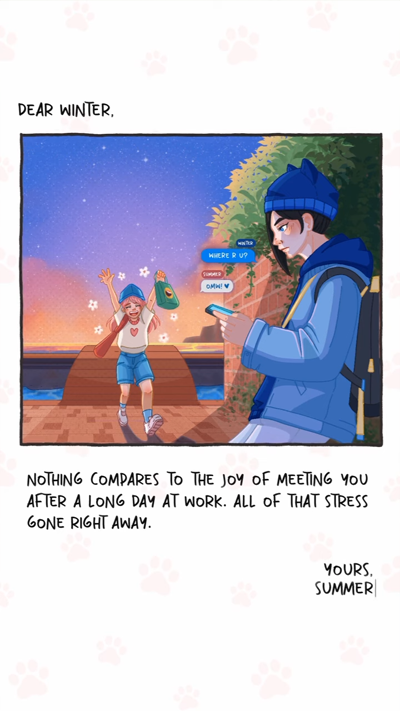 DEAR WINTER,
WINTER
WHERE R U?
SUMMER
OMW! 💙
NOTHING COMPARES TO THE JOY OF MEETING YOU
AFTER A LONG DAY AT WORK. ALL OF THAT STRESS
GONE RIGHT AWAY.
YOURS,
SUMMER